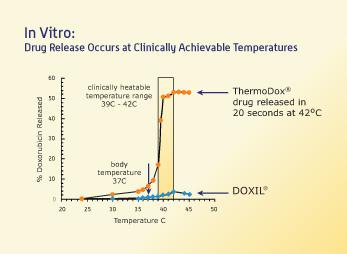 In Vitro:
Drug Release Occurs at Clinically Achievable Temperatures
clinically heatable
temperature range
39C - 42C
body
temperature
37C
ThermoDox®
drug released in
20 seconds at 42°C
DOXIL®
% Doxorubicin Released
60
50
40
30
20
10
0
20 25 30 35 40 45 50
Temperature C